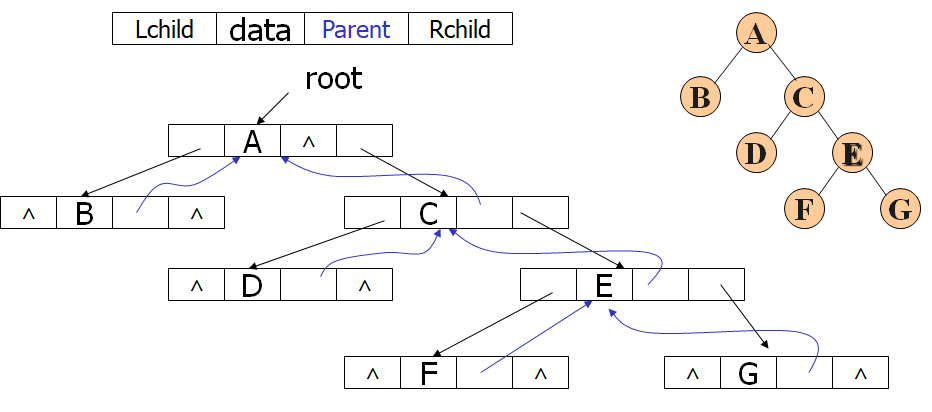 Lchild data Parent Rchild
root
A ^
^ B ^
C
^ D ^
E
^ F ^
^ G ^
A
B C
D E
F G